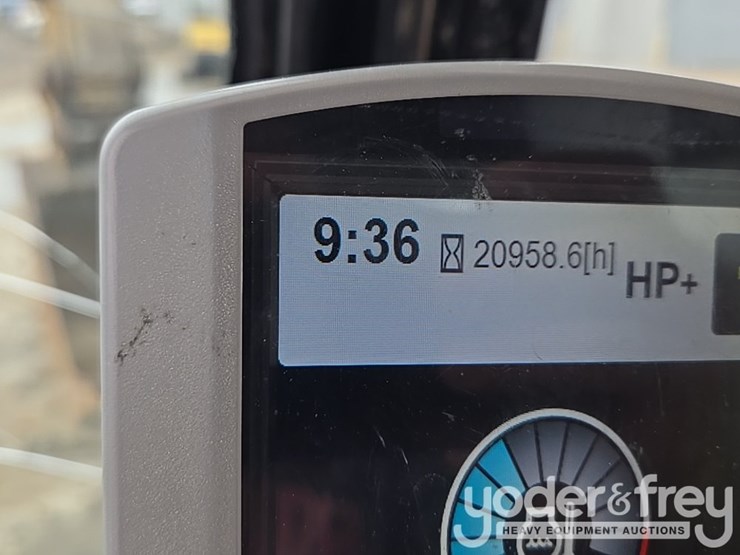 9:36 20958.6[h] HP+
yoder&frey
HEAVY EQUIPMENT AUCTIONS